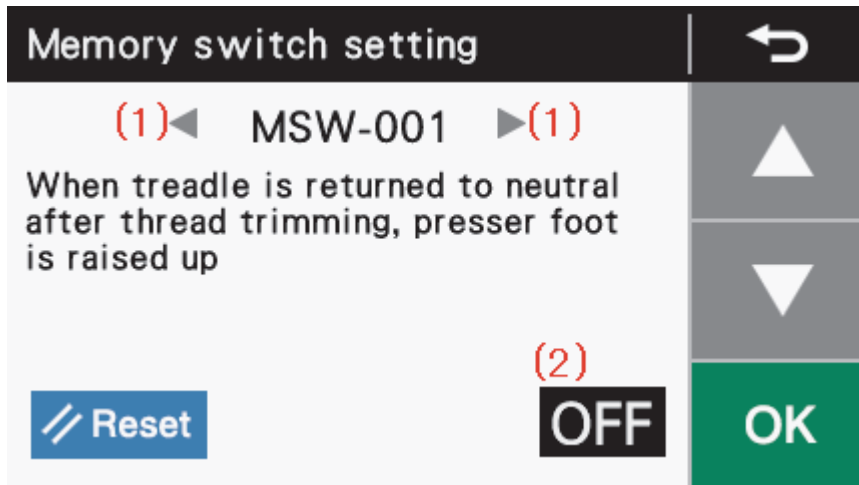 Memory switch setting
(1) MSW-001 (1)
When treadle is returned to neutral
after thread trimming, presser foot
is raised up
(2)
Reset OFF OK